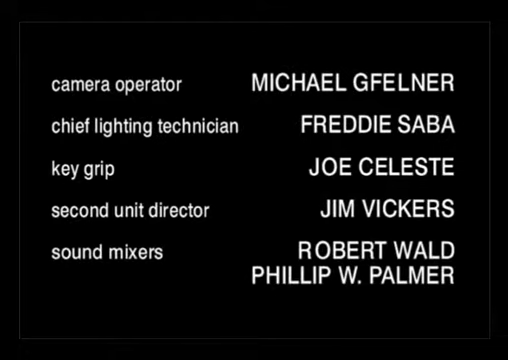 camera operator MICHAEL GFELNER
chief lighting technician FREDDIE SABA
key grip JOE CELESTE
second unit director JIM VICKERS
sound mixers ROBERT WALD
PHILLIP W. PALMER